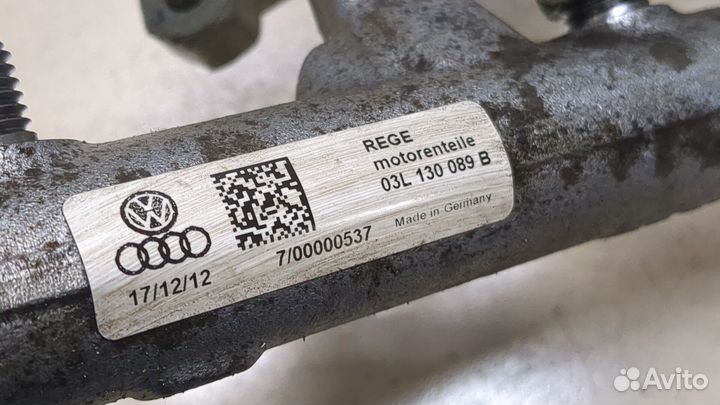 REGE
motorenteile
03L 130 089 B
Made in Germany
7/00000537
17/12/12
Avito